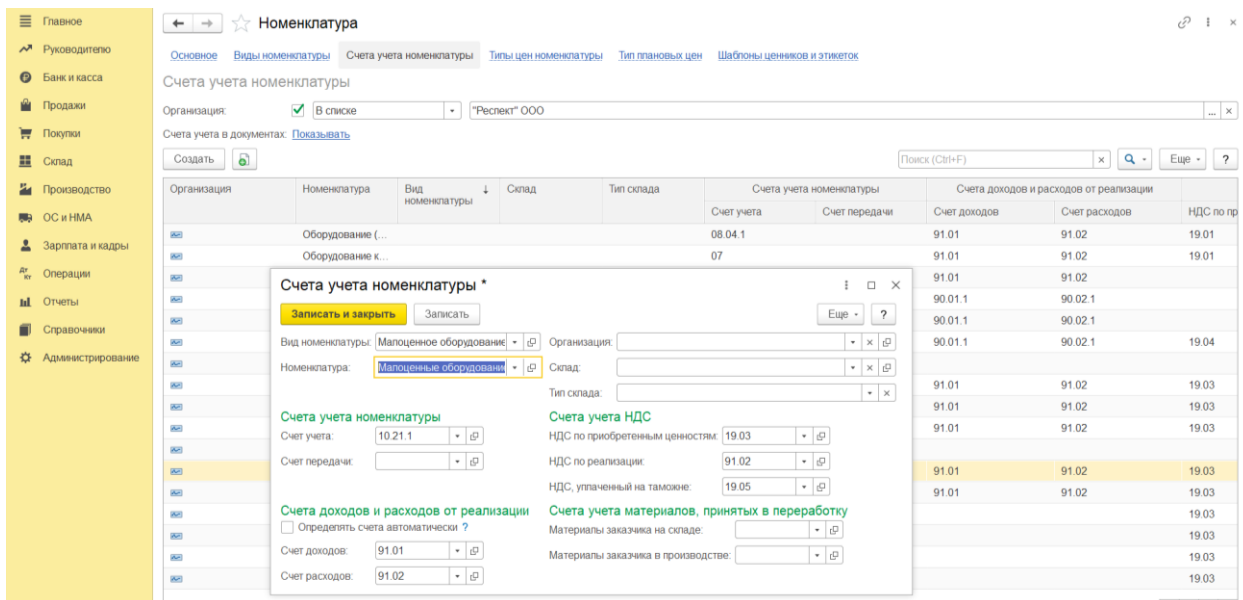 Главное
Руководителю
Банк и касса
Продажи
Покупки
Склад
Производство
ОС и НМА
Зарплата и кадры
Операции
Отчеты
Справочники
Администрирование
Номенклатура
Основное Виды номенклатуры Счета учета номенклатуры Типы цен номенклатуры Тип плановых цен Шаблоны ценников и этикеток
Счета учета номенклатуры
Организация: В списке "Респект" ООО ... ×
Счета учета в документах: Показывать
Создать Поиск (Ctrl+F) × Еще ?
Организация Номенклатура Вид номенклатуры ↓ Склад Тип склада Счета учета номенклатуры Счета доходов и расходов от реализации
Счет учета Счет передачи Счет доходов Счет расходов НДС по пр
Оборудование (... 08.04.1 91.01 91.02 19.01
Оборудование к... 07 91.01 91.02 19.01
91.01 91.02
90.01.1 90.02.1
90.01.1 90.02.1
90.01.1 90.02.1 19.04
91.01 91.02 19.03
91.01 91.02 19.03
91.01 91.02 19.03
91.01 91.02 19.03
91.01 91.02 19.03
19.03
19.03
19.03
19.03
Счета учета номенклатуры *
Записать и закрыть Записать Еще ?
Вид номенклатуры: Малоценное оборудование Организация:
Номенклатура: Малоценные оборудовани Склад:
Тип склада:
Счета учета номенклатуры Счета учета НДС
Счет учета: 10.21.1 НДС по приобретенным ценностям: 19.03
Счет передачи: НДС по реализации: 91.02
НДС, уплаченный на таможне: 19.05
Счета доходов и расходов от реализации Счета учета материалов, принятых в переработку
Определять счета автоматически ? Материалы заказчика на складе:
Счет доходов: 91.01 Материалы заказчика в производстве:
Счет расходов: 91.02